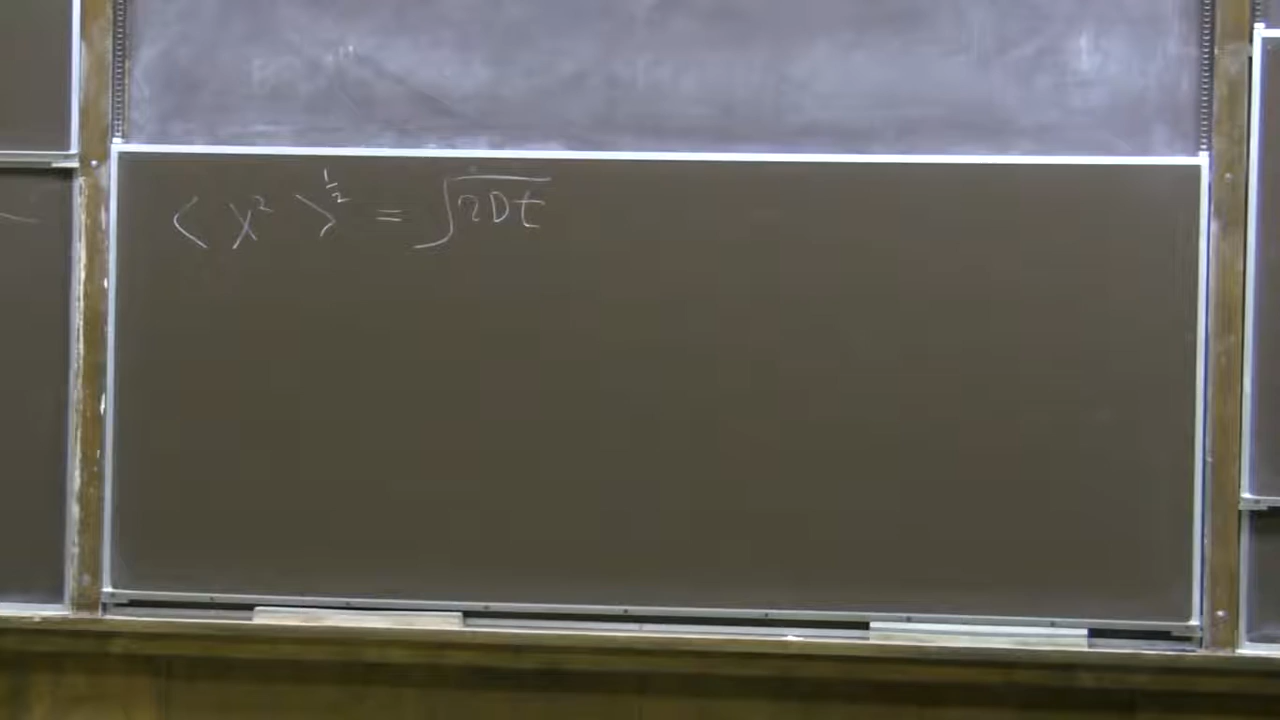 ⟨x²⟩^{1/2} = √(2Dt)